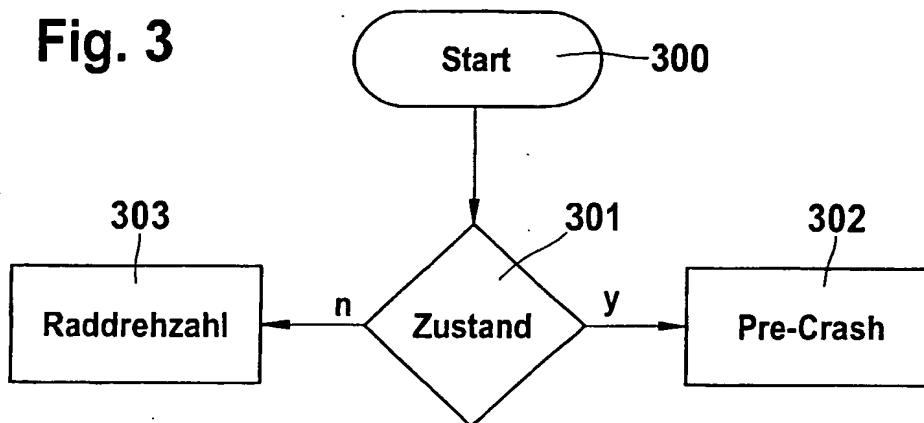 Fig. 3
Start
300
301
302
303
n
y
Raddrehzahl
Zustand
Pre-Crash